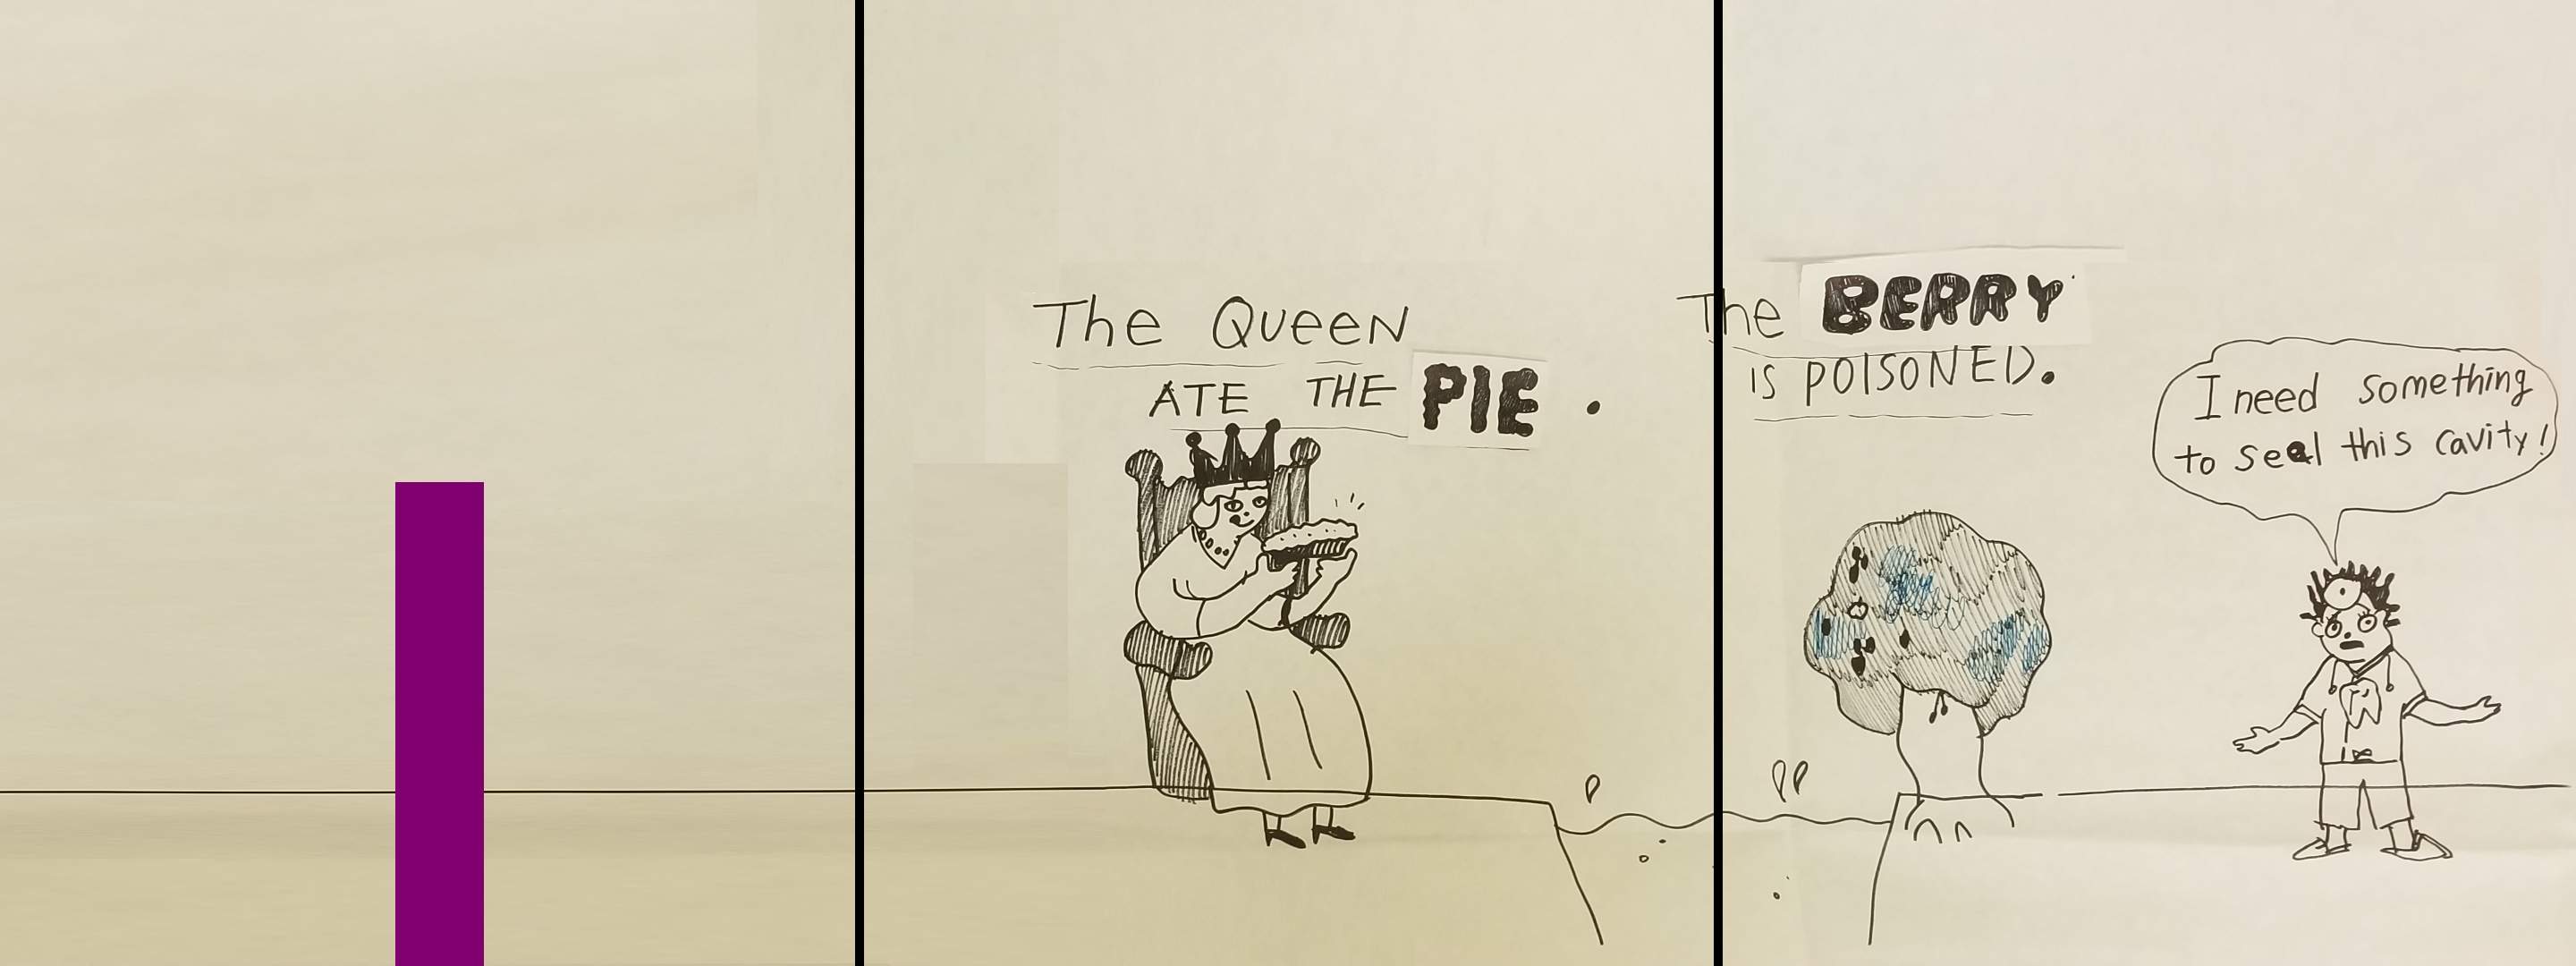 The Queen
ATE THE PIE.
The BERRY
IS POISONED.
I need something
to seal this cavity!